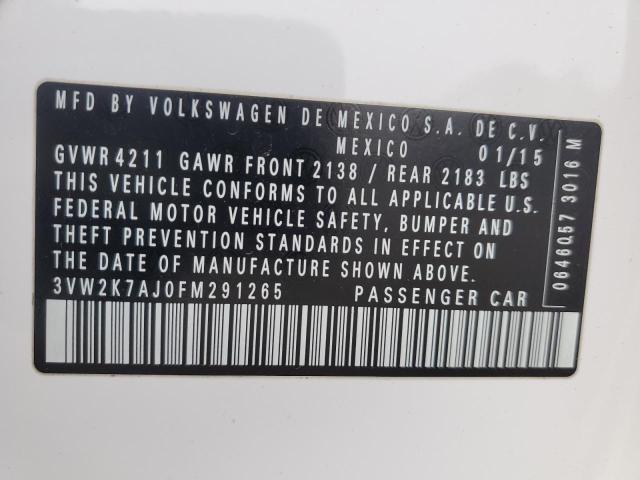 MFD BY VOLKSWAGEN DE MEXICO S.A. DE C.V.
MEXICO 01/15
GVWR 4211 GAWR FRONT 2138 / REAR 2183 LBS
THIS VEHICLE CONFORMS TO ALL APPLICABLE U.S.
FEDERAL MOTOR VEHICLE SAFETY, BUMPER AND
THEFT PREVENTION STANDARDS IN EFFECT ON
THE DATE OF MANUFACTURE SHOWN ABOVE.
3VW2K7AJ0FM291265 PASSENGER CAR
0646057 3016 M